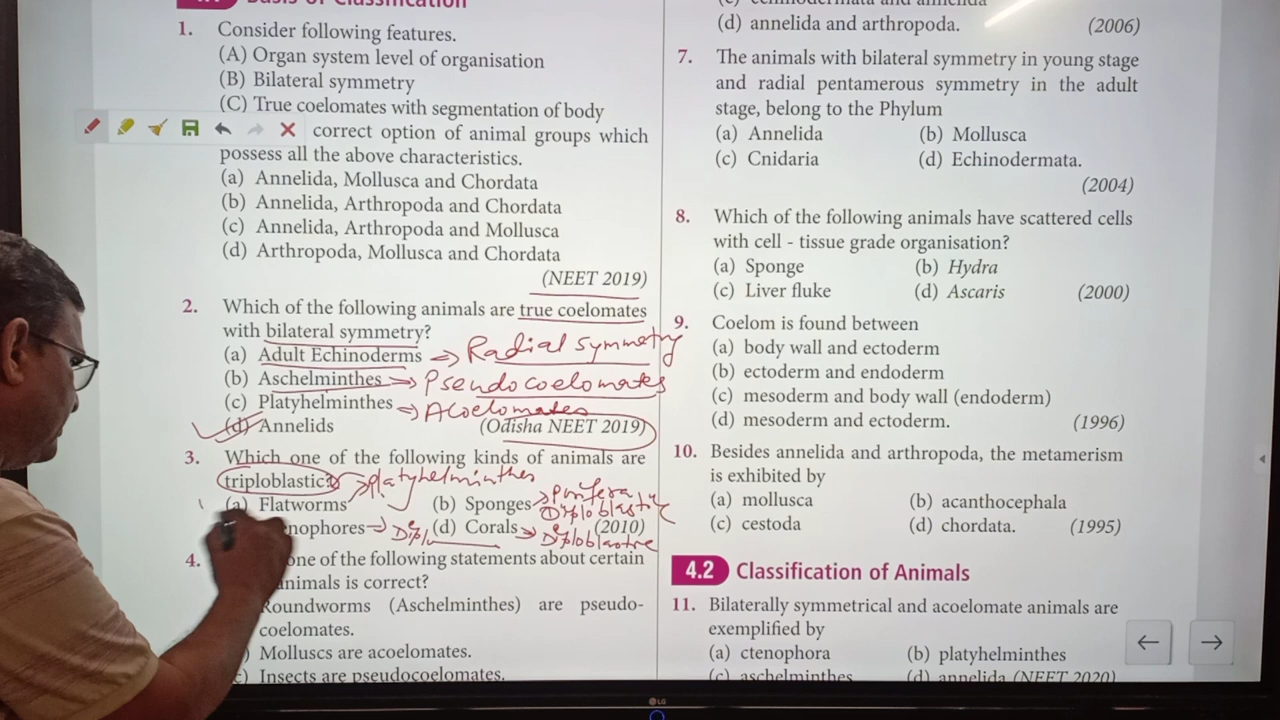 Basis of Classification
1. Consider following features.
(A) Organ system level of organisation
(B) Bilateral symmetry
(C) True coelomates with segmentation of body
correct option of animal groups which
possess all the above characteristics.
(a) Annelida, Mollusca and Chordata
(b) Annelida, Arthropoda and Chordata
(c) Annelida, Arthropoda and Mollusca
(d) Arthropoda, Mollusca and Chordata
(NEET 2019)
2. Which of the following animals are true coelomates
with bilateral symmetry?
(a) Adult Echinoderms → Radial symmetry
(b) Aschelminthes → Pseudocoelomates
(c) Platyhelminthes → Acoelomates
(d) Annelids (Odisha NEET 2019)
3. Which one of the following kinds of animals are
triploblastic? → platyhelminthes
(a) Flatworms (b) Sponges → Porifera
Diploblastic
nophores → Diplo (d) Corals → Diploblastic (2010)
4. one of the following statements about certain
animals is correct?
Roundworms (Aschelminthes) are pseudo-
coelomates.
Molluscs are acoelomates.
Insects are pseudocoelomates.
(d) annelida and arthropoda. (2006)
7. The animals with bilateral symmetry in young stage
and radial pentamerous symmetry in the adult
stage, belong to the Phylum
(a) Annelida (b) Mollusca
(c) Cnidaria (d) Echinodermata.
(2004)
8. Which of the following animals have scattered cells
with cell - tissue grade organisation?
(a) Sponge (b) Hydra
(c) Liver fluke (d) Ascaris (2000)
9. Coelom is found between
(a) body wall and ectoderm
(b) ectoderm and endoderm
(c) mesoderm and body wall (endoderm)
(d) mesoderm and ectoderm. (1996)
10. Besides annelida and arthropoda, the metamerism
is exhibited by
(a) mollusca (b) acanthocephala
(c) cestoda (d) chordata. (1995)
4.2 Classification of Animals
11. Bilaterally symmetrical and acoelomate animals are
exemplified by
(a) ctenophora (b) platyhelminthes
(c) aschelminthes (d) annelida (NEET 2020)
LG